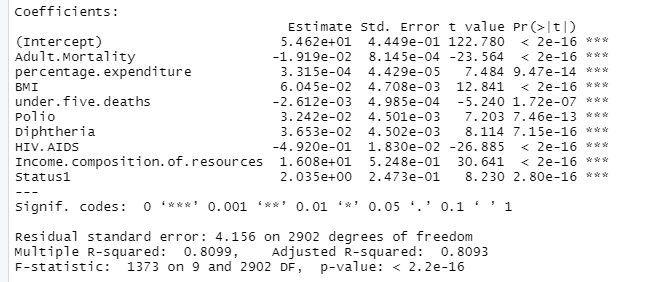 Coefficients:
Estimate Std. Error t value Pr(>|t|)
(Intercept) 5.462e+01 4.449e-01 122.780 < 2e-16 ***
Adult.Mortality -1.919e-02 8.145e-04 -23.564 < 2e-16 ***
percentage.expenditure 3.315e-04 4.429e-05 7.484 9.47e-14 ***
BMI 6.045e-02 4.708e-03 12.841 < 2e-16 ***
under.five.deaths -2.612e-03 4.985e-04 -5.240 1.72e-07 ***
Polio 3.242e-02 4.501e-03 7.203 7.46e-13 ***
Diphtheria 3.653e-02 4.502e-03 8.114 7.15e-16 ***
HIV.AIDS -4.920e-01 1.830e-02 -26.885 < 2e-16 ***
Income.composition.of.resources 1.608e+01 5.248e-01 30.641 < 2e-16 ***
Status1 2.035e+00 2.473e-01 8.230 2.80e-16 ***
---
Signif. codes: 0 ‘***’ 0.001 ‘**’ 0.01 ‘*’ 0.05 ‘.’ 0.1 ‘ ’ 1
Residual standard error: 4.156 on 2902 degrees of freedom
Multiple R-squared: 0.8099, Adjusted R-squared: 0.8093
F-statistic: 1373 on 9 and 2902 DF, p-value: < 2.2e-16